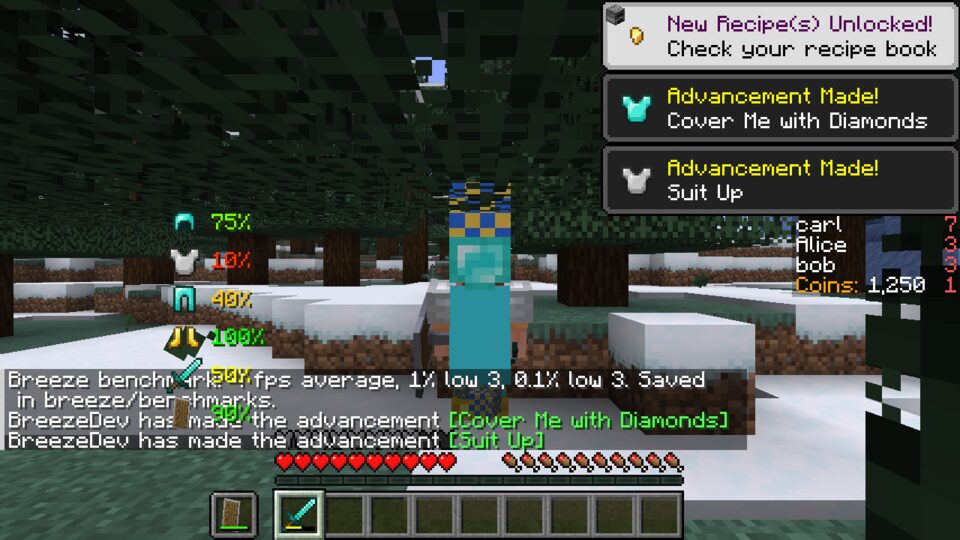 New Recipe(s) Unlocked!
Check your recipe book
Advancement Made!
Cover Me with Diamonds
Advancement Made!
Suit Up
carl 7
Alice 3
bob 3
Coins: 1,250 1
75%
10%
40%
100%
50%
90%
Breeze benchmark: fps average, 1% low 3, 0.1% low 3. Saved
in breeze/benchmarks.
BreezeDev has made the advancement [Cover Me with Diamonds]
BreezeDev has made the advancement [Suit Up]